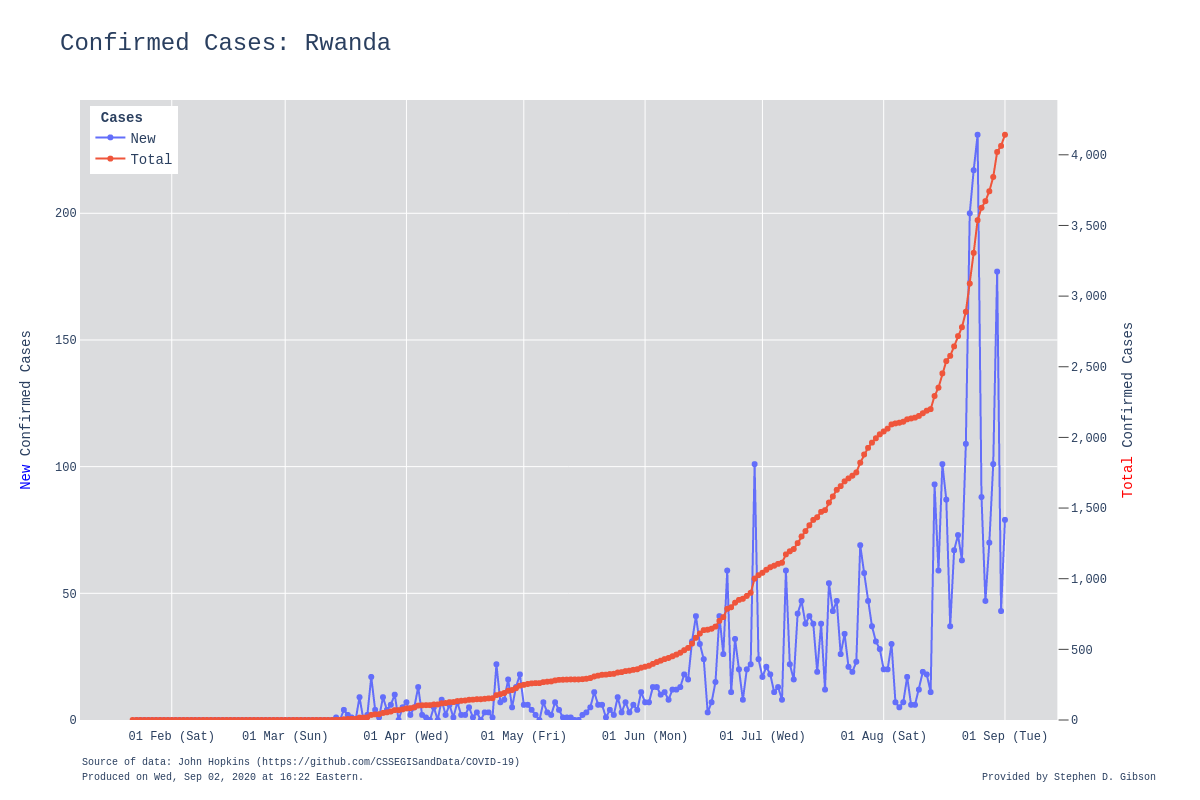 Confirmed Cases: Rwanda
Cases
New
Total
200
150
100
50
0
4,000
3,500
3,000
2,500
2,000
1,500
1,000
500
0
New Confirmed Cases
Total Confirmed Cases
01 Feb (Sat) 01 Mar (Sun) 01 Apr (Wed) 01 May (Fri) 01 Jun (Mon) 01 Jul (Wed) 01 Aug (Sat) 01 Sep (Tue)
Source of data: John Hopkins (https://github.com/CSSEGISandData/COVID-19)
Produced on Wed, Sep 02, 2020 at 16:22 Eastern.
Provided by Stephen D. Gibson